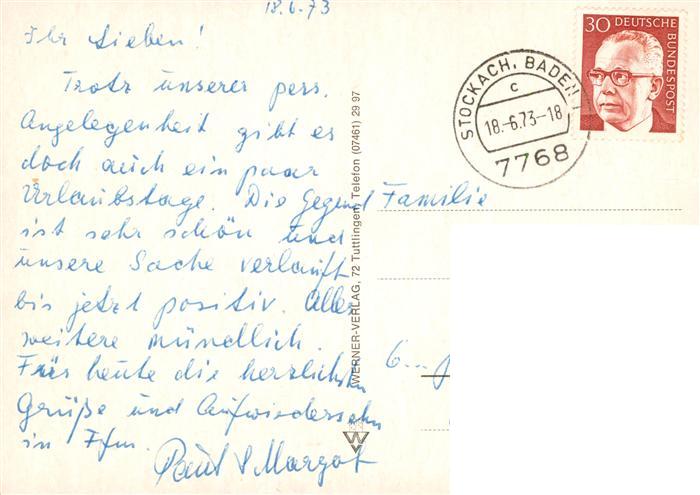 18.6.73
Ihr Lieben!
Trotz unserer pers.
Angelegenheit gibt es
doch auch ein paar
Urlaubstage. Die Gegend
ist sehr schön und
unsere Sache verläuft
bis jetzt positiv. Alles
weitere mündlich.
Für heute die herzlichsten
Grüße und Aufwiedersehn
in Ffm.
Paul & Margot
WERNER-VERLAG, 72 Tuttlingen, Telefon (07461) 29 97
W
STOCKACH, BADEN 1
c
18.-6.73-18
7768
30 DEUTSCHE
BUNDESPOST
Familie
6